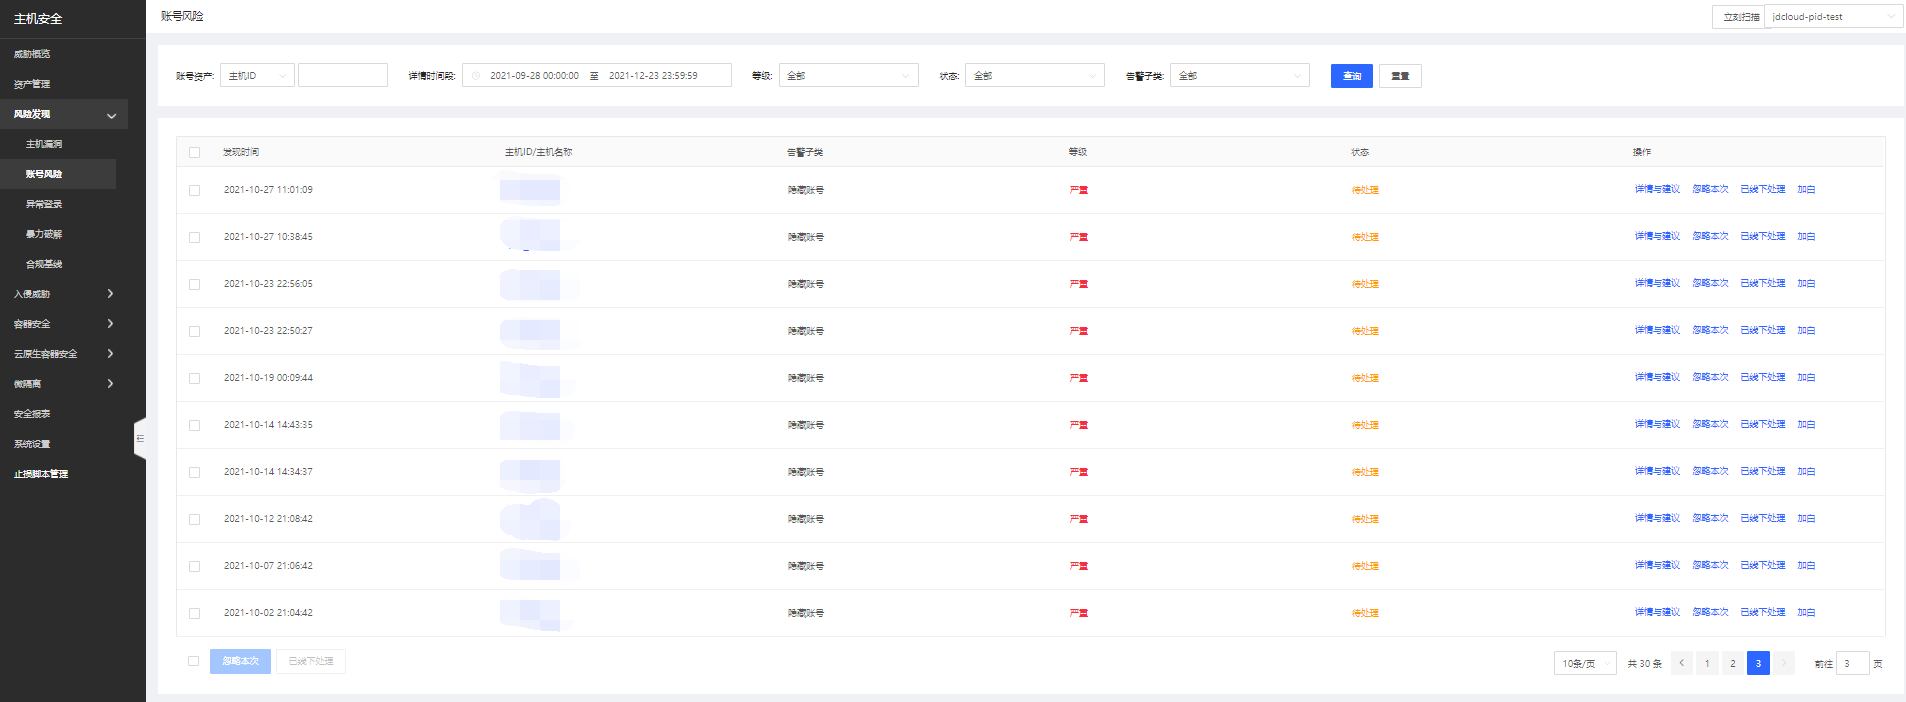 主机安全
威胁概览
资产管理
风险发现
主机漏洞
账号风险
异常登录
暴力破解
合规基线
入侵威胁
容器安全
云原生容器安全
微隔离
安全报表
系统设置
止损脚本管理
账号风险
立刻扫描 jdcloud-pid-test
账号资产: 主机ID 详情时间段: 2021-09-28 00:00:00 至 2021-12-23 23:59:59 等级: 全部 状态: 全部 告警子类: 全部 查询 重置
发现时间 主机ID/主机名称 告警子类 等级 状态 操作
2021-10-27 11:01:09 隐藏账号 严重 待处理 详情与建议 忽略本次 已线下处理 加白
2021-10-27 10:38:45 隐藏账号 严重 待处理 详情与建议 忽略本次 已线下处理 加白
2021-10-23 22:56:05 隐藏账号 严重 待处理 详情与建议 忽略本次 已线下处理 加白
2021-10-23 22:50:27 隐藏账号 严重 待处理 详情与建议 忽略本次 已线下处理 加白
2021-10-19 00:09:44 隐藏账号 严重 待处理 详情与建议 忽略本次 已线下处理 加白
2021-10-14 14:43:35 隐藏账号 严重 待处理 详情与建议 忽略本次 已线下处理 加白
2021-10-14 14:34:37 隐藏账号 严重 待处理 详情与建议 忽略本次 已线下处理 加白
2021-10-12 21:08:42 隐藏账号 严重 待处理 详情与建议 忽略本次 已线下处理 加白
2021-10-07 21:06:42 隐藏账号 严重 待处理 详情与建议 忽略本次 已线下处理 加白
2021-10-02 21:04:42 隐藏账号 严重 待处理 详情与建议 忽略本次 已线下处理 加白
忽略本次 已线下处理 10条/页 共 30 条 1 2 3 前往 3 页